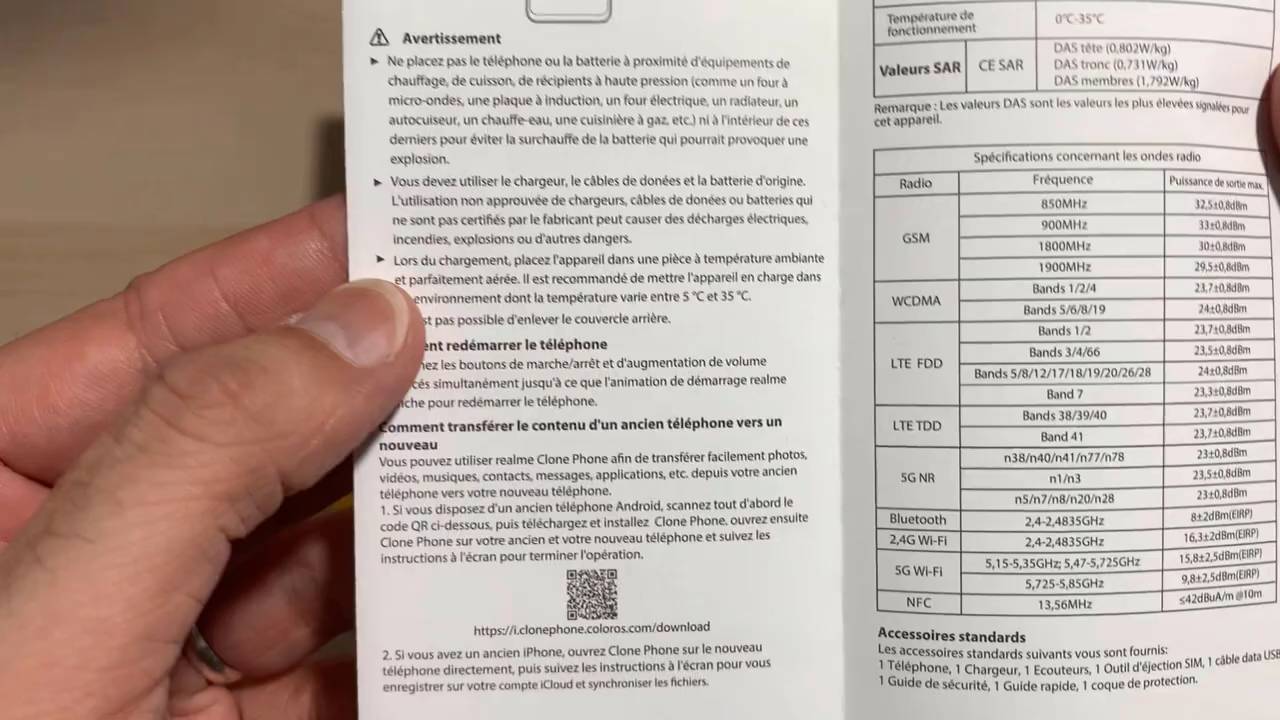 Avertissement
► Ne placez pas le téléphone ou la batterie à proximité d'équipements de
chauffage, de cuisson, de récipients à haute pression (comme un four à
micro-ondes, une plaque à induction, un four électrique, un radiateur, un
autocuiseur, un chauffe-eau, une cuisinière à gaz, etc.) ni à l'intérieur de ces
derniers pour éviter la surchauffe de la batterie qui pourrait provoquer une
explosion.
► Vous devez utiliser le chargeur, le câbles de donées et la batterie d'origine.
L'utilisation non approuvée de chargeurs, câbles de donées ou batteries qui
ne sont pas certifiés par le fabricant peut causer des décharges électriques,
incendies, explosions ou d'autres dangers.
► Lors du chargement, placez l'appareil dans une pièce à température ambiante
et parfaitement aérée. Il est recommandé de mettre l'appareil en charge dans
environnement dont la température varie entre 5 °C et 35 °C.
st pas possible d'enlever le couvercle arrière.
ent redémarrer le téléphone
nez les boutons de marche/arrêt et d'augmentation de volume
cés simultanément jusqu'à ce que l'animation de démarrage realme
iche pour redémarrer le téléphone.
Comment transférer le contenu d'un ancien téléphone vers un
nouveau
Vous pouvez utiliser realme Clone Phone afin de transférer facilement photos,
vidéos, musiques, contacts, messages, applications, etc. depuis votre ancien
téléphone vers votre nouveau téléphone.
1. Si vous disposez d'un ancien téléphone Android, scannez tout d'abord le
code QR ci-dessous, puis téléchargez et installez Clone Phone. ouvrez ensuite
Clone Phone sur votre ancien et votre nouveau téléphone et suivez les
instructions à l'écran pour terminer l'opération.
https://i.clonephone.coloros.com/download
2. Si vous avez un ancien iPhone, ouvrez Clone Phone sur le nouveau
téléphone directement, puis suivez les instructions à l'écran pour vous
enregistrer sur votre compte iCloud et synchroniser les fichiers.
Température de
fonctionnement
0°C-35°C
Valeurs SAR
CE SAR
DAS tête (0,802W/kg)
DAS tronc (0,731W/kg)
DAS membres (1,792W/kg)
Remarque : Les valeurs DAS sont les valeurs les plus élevées signalées pour
cet appareil.
Spécifications concernant les ondes radio
Radio Fréquence Puissance de sortie max.
GSM
850MHz 32,5±0,8dBm
900MHz 33±0,8dBm
1800MHz 30±0,8dBm
1900MHz 29,5±0,8dBm
WCDMA
Bands 1/2/4 23,7±0,8dBm
Bands 5/6/8/19 24±0,8dBm
LTE FDD
Bands 1/2 23,7±0,8dBm
Bands 3/4/66 23,5±0,8dBm
Bands 5/8/12/17/18/19/20/26/28 24±0,8dBm
Band 7 23,3±0,8dBm
LTE TDD
Bands 38/39/40 23,7±0,8dBm
Band 41 23,7±0,8dBm
5G NR
n38/n40/n41/n77/n78 23±0,8dBm
n1/n3 23,5±0,8dBm
n5/n7/n8/n20/n28 23±0,8dBm
Bluetooth 2,4-2,4835GHz 8±2dBm(EIRP)
2,4G Wi-Fi 2,4-2,4835GHz 16,3±2dBm(EIRP)
5G Wi-Fi
5,15-5,35GHz; 5,47-5,725GHz 15,8±2,5dBm(EIRP)
5,725-5,85GHz 9,8±2,5dBm(EIRP)
NFC 13,56MHz ≤42dBuA/m @10m
Accessoires standards
Les accessoires standards suivants vous sont fournis:
1 Téléphone, 1 Chargeur, 1 Ecouteurs, 1 Outil d'éjection SIM, 1 câble data USB
1 Guide de sécurité, 1 Guide rapide, 1 coque de protection.